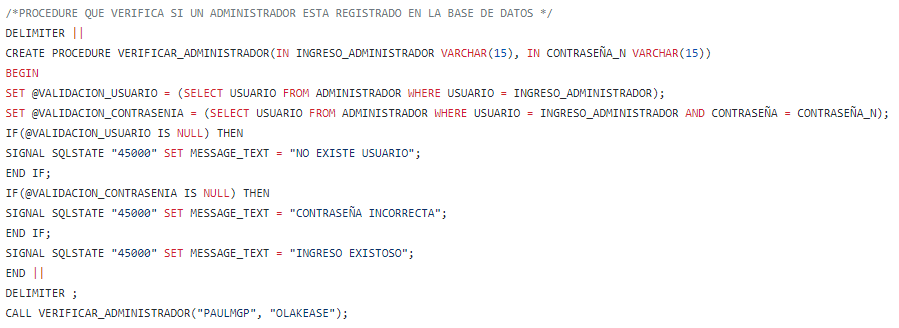 /*PROCEDURE QUE VERIFICA SI UN ADMINISTRADOR ESTA REGISTRADO EN LA BASE DE DATOS */
DELIMITER ||
CREATE PROCEDURE VERIFICAR_ADMINISTRADOR(IN INGRESO_ADMINISTRADOR VARCHAR(15), IN CONTRASEÑA_N VARCHAR(15))
BEGIN
SET @VALIDACION_USUARIO = (SELECT USUARIO FROM ADMINISTRADOR WHERE USUARIO = INGRESO_ADMINISTRADOR);
SET @VALIDACION_CONTRASENIA = (SELECT USUARIO FROM ADMINISTRADOR WHERE USUARIO = INGRESO_ADMINISTRADOR AND CONTRASEÑA = CONTRASEÑA_N);
IF(@VALIDACION_USUARIO IS NULL) THEN
SIGNAL SQLSTATE "45000" SET MESSAGE_TEXT = "NO EXISTE USUARIO";
END IF;
IF(@VALIDACION_CONTRASENIA IS NULL) THEN
SIGNAL SQLSTATE "45000" SET MESSAGE_TEXT = "CONTRASEÑA INCORRECTA";
END IF;
SIGNAL SQLSTATE "45000" SET MESSAGE_TEXT = "INGRESO EXISTOSO";
END ||
DELIMITER ;
CALL VERIFICAR_ADMINISTRADOR("PAULMGP", "OLAKEASE");